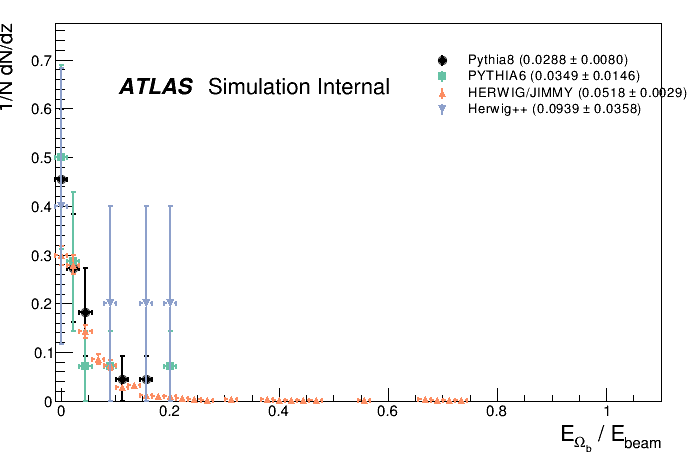 1/N dN/dz
0.7
0.6
0.5
0.4
0.3
0.2
0.1
0
ATLAS Simulation Internal
Pythia8 (0.0288 ± 0.0080)
PYTHIA6 (0.0349 ± 0.0146)
HERWIG/JIMMY (0.0518 ± 0.0029)
Herwig++ (0.0939 ± 0.0358)
0 0.2 0.4 0.6 0.8 1
E_Ω_b / E_beam